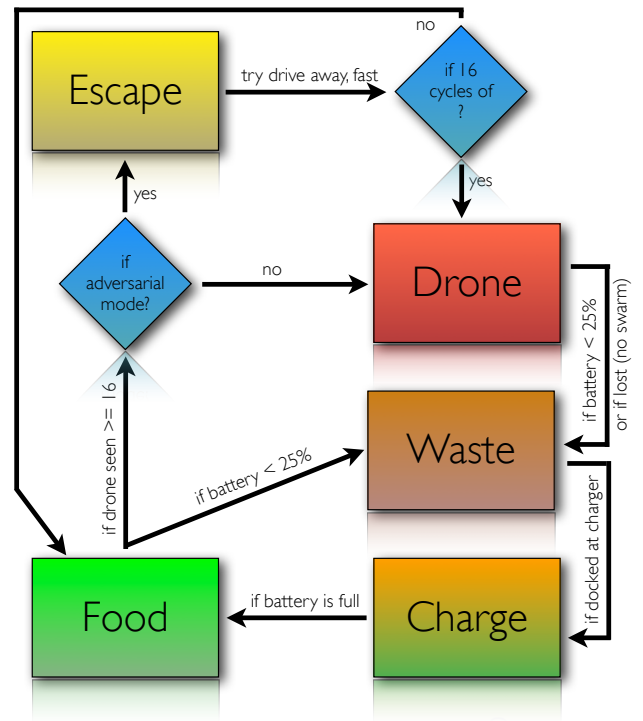 no
Escape
try drive away, fast
if 16
cycles of
?
yes
yes
if
adversarial
mode?
no
Drone
if battery < 25%
or if lost (no swarm)
if drone seen >= 16
if battery < 25%
Waste
if docked at charger
Food
if battery is full
Charge